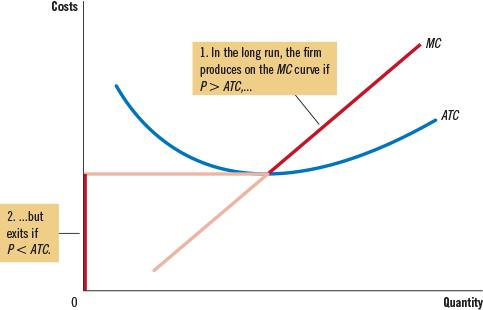 Costs
MC
1. In the long run, the firm
produces on the MC curve if
P > ATC,...
ATC
2. ...but
exits if
P < ATC.
0
Quantity